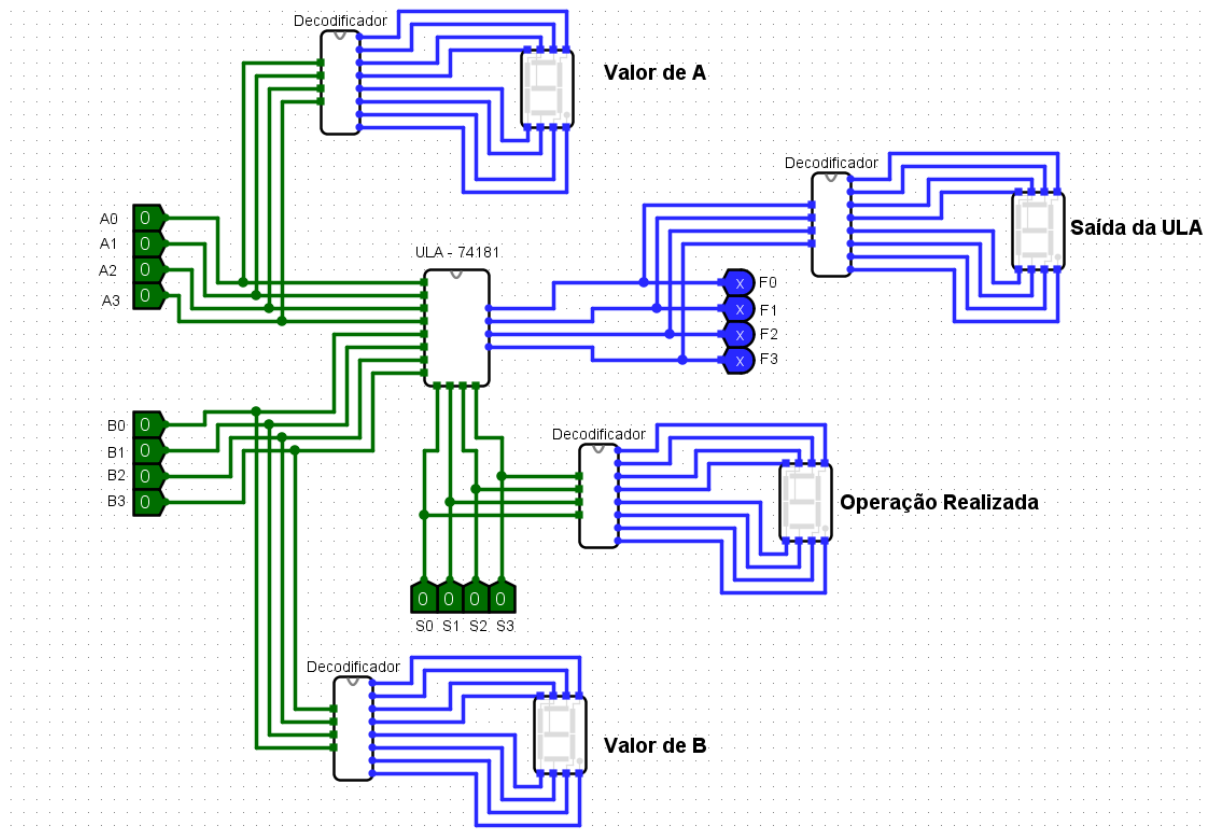 Decodificador
Valor de A
Decodificador
Saída da ULA
A0 0
A1 0
A2 0
A3 0
ULA - 74181
x F0
x F1
x F2
x F3
B0 0
B1 0
B2 0
B3 0
Decodificador
Operação Realizada
0 0 0 0
S0 S1 S2 S3
Decodificador
Valor de B